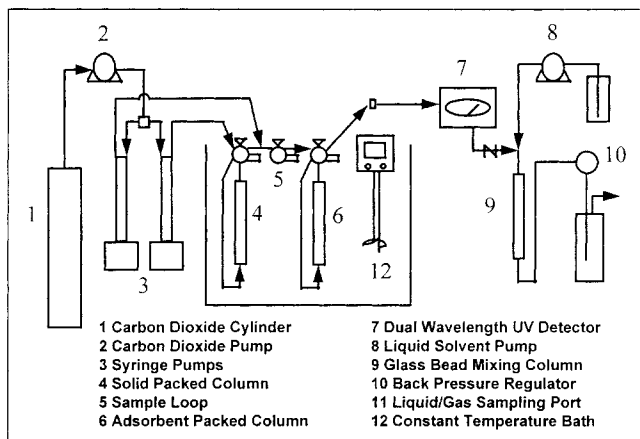 2
8
7
10
1
5
4
6
9
3
12
1 Carbon Dioxide Cylinder
2 Carbon Dioxide Pump
3 Syringe Pumps
4 Solid Packed Column
5 Sample Loop
6 Adsorbent Packed Column
7 Dual Wavelength UV Detector
8 Liquid Solvent Pump
9 Glass Bead Mixing Column
10 Back Pressure Regulator
11 Liquid/Gas Sampling Port
12 Constant Temperature Bath